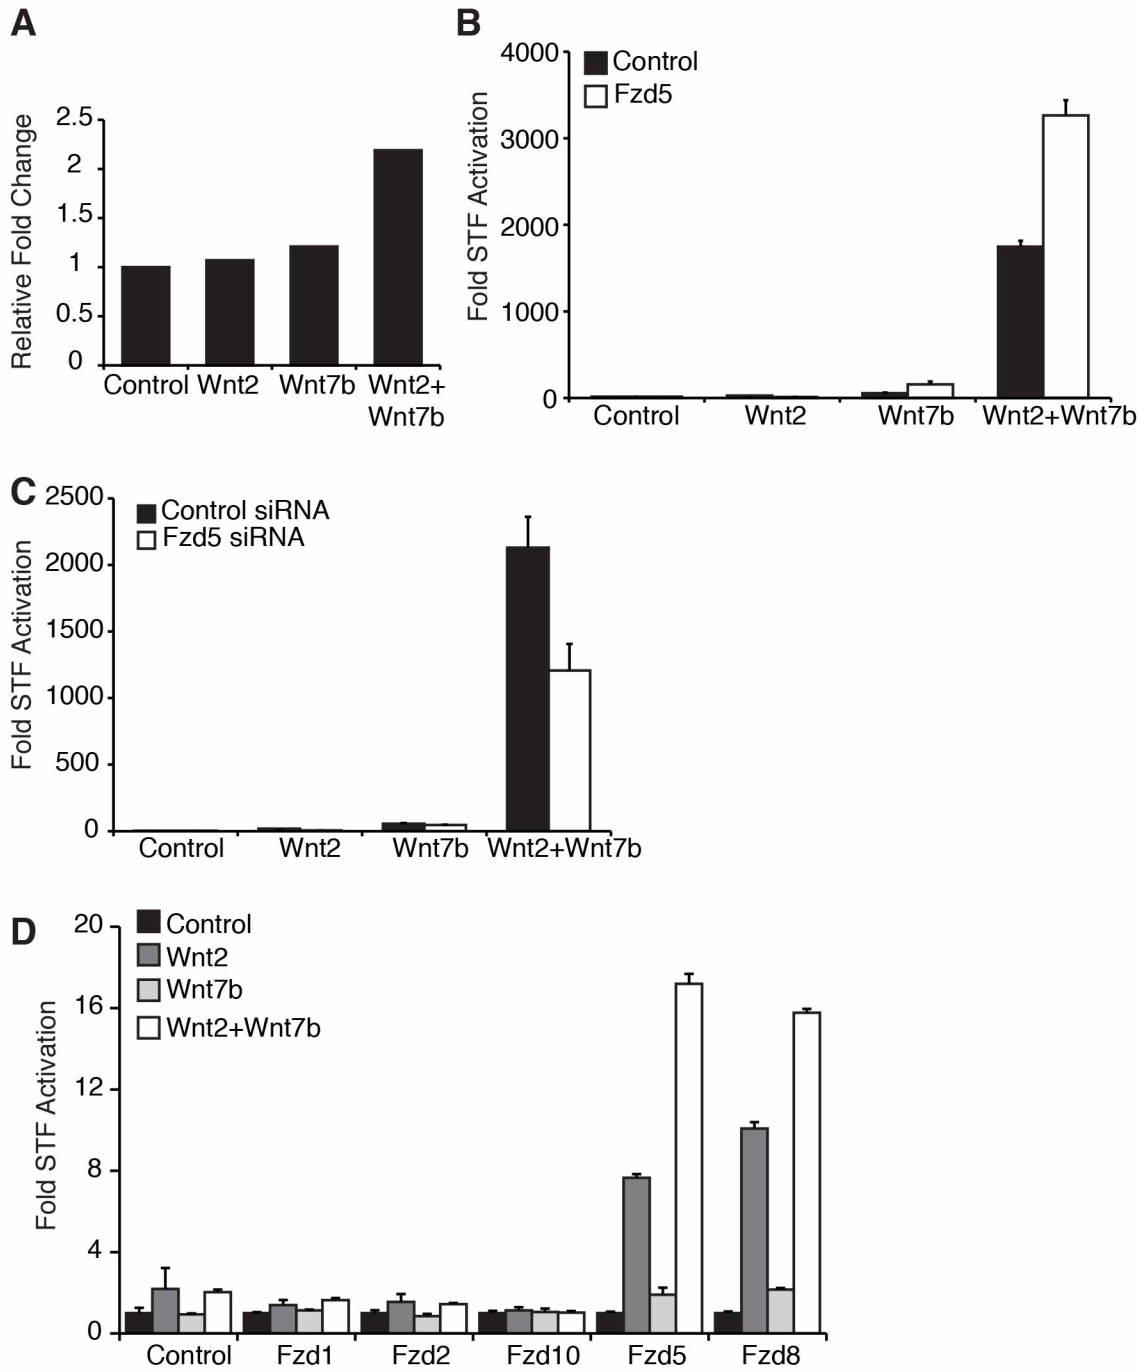 A
Relative Fold Change
2.5
2
1.5
1
0.5
0
Control Wnt2 Wnt7b Wnt2+
Wnt7b
B
Fold STF Activation
4000
3000
2000
1000
0
Control
Fzd5
Control Wnt2 Wnt7b Wnt2+Wnt7b
C
Fold STF Activation
2500
2000
1500
1000
500
0
Control siRNA
Fzd5 siRNA
Control Wnt2 Wnt7b Wnt2+Wnt7b
D
Fold STF Activation
20
16
12
8
4
0
Control
Wnt2
Wnt7b
Wnt2+Wnt7b
Control Fzd1 Fzd2 Fzd10 Fzd5 Fzd8